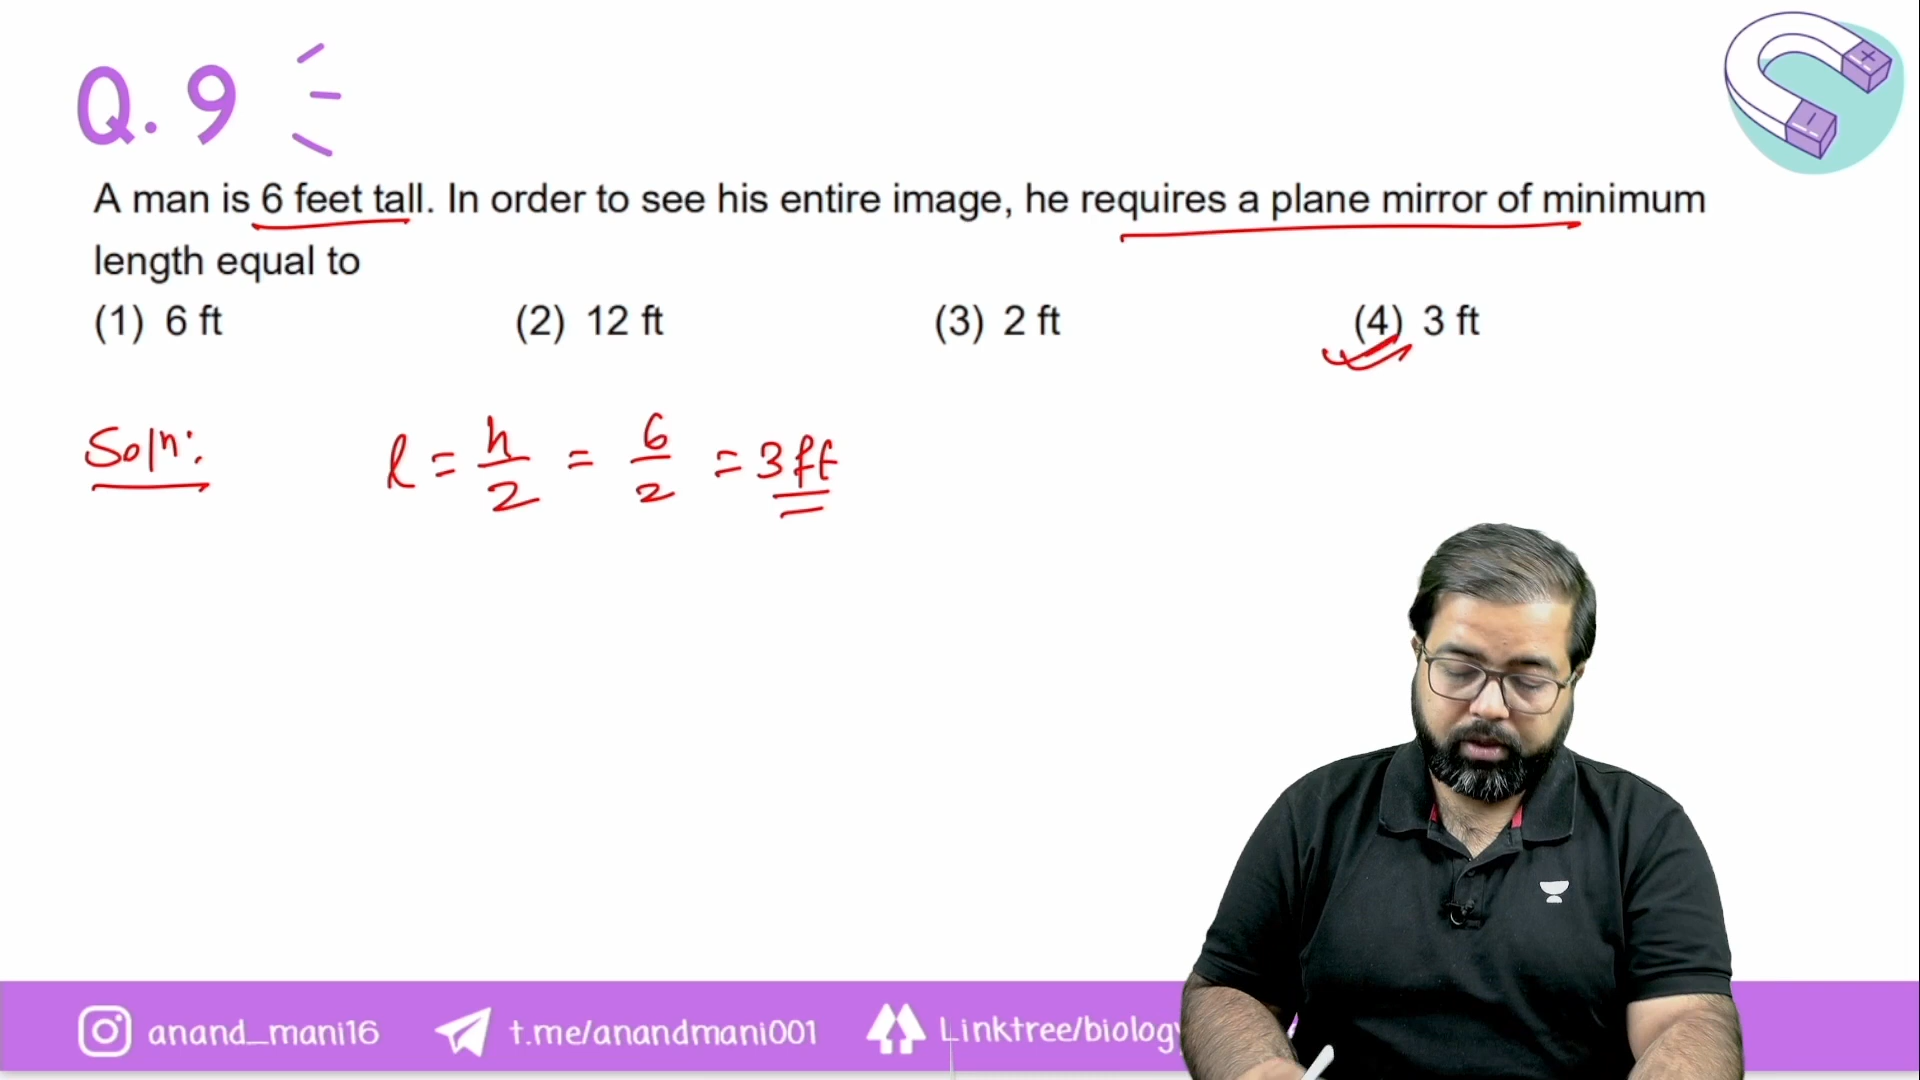 Q. 9
A man is 6 feet tall. In order to see his entire image, he requires a plane mirror of minimum
length equal to
(1) 6 ft (2) 12 ft (3) 2 ft (4) 3 ft
Soln:
l = h/2 = 6/2 = 3ft
anand_mani16 t.me/anandmani001 Linktree/biology